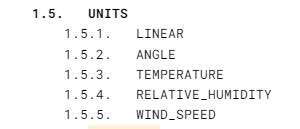 1.5. UNITS
1.5.1. LINEAR
1.5.2. ANGLE
1.5.3. TEMPERATURE
1.5.4. RELATIVE_HUMIDITY
1.5.5. WIND_SPEED